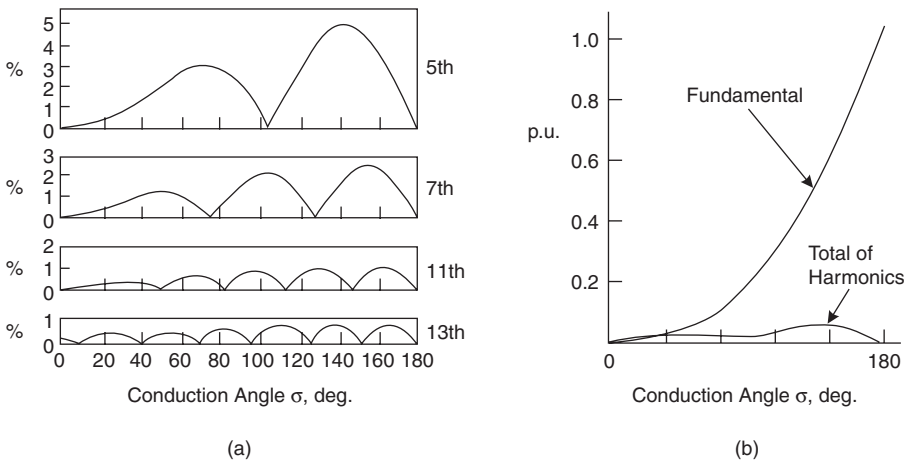 5
4
3
2
1
0
%
5th
3
2
1
0
%
7th
2
1
0
%
11th
1
0
%
13th
0 20 40 60 80 100 120 140 160 180
Conduction Angle σ, deg.
(a)
1.0
0.8
0.6
0.4
0.2
p.u.
Fundamental
Total of
Harmonics
0 180
Conduction Angle σ, deg.
(b)